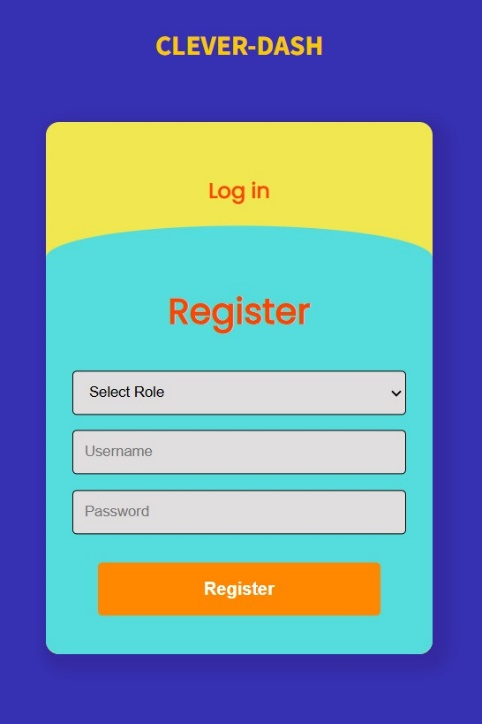 CLEVER-DASH
Log in
Register
Select Role
Username
Password
Register